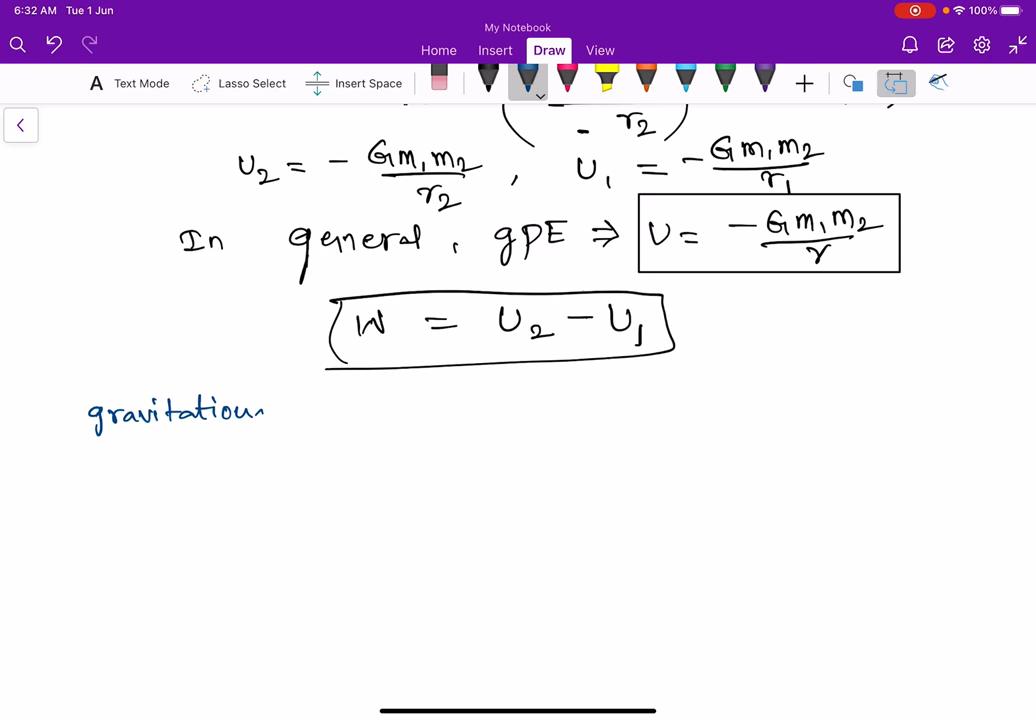 6:32 AM Tue 1 Jun
100%
My Notebook
Home Insert Draw View
A Text Mode Lasso Select Insert Space
- r2
U2 = - Gm1m2/r2 , U1 = - Gm1m2/r1
In general, gPE ⇒ U = - Gm1m2/r
W = U2 - U1
gravitation